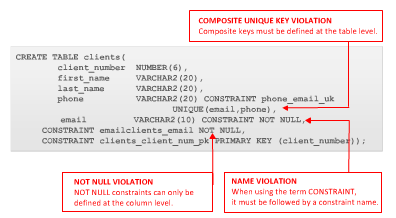 COMPOSITE UNIQUE KEY VIOLATION
Composite keys must be defined at the table level.
CREATE TABLE clients(
client_number NUMBER(6),
first_name VARCHAR2(20),
last_name VARCHAR2(20),
phone VARCHAR2(20) CONSTRAINT phone_email_uk
UNIQUE(email,phone),
email VARCHAR2(10) CONSTRAINT NOT NULL,
CONSTRAINT emailclients_email NOT NULL,
CONSTRAINT clients_client_num_pk PRIMARY KEY (client_number));
NOT NULL VIOLATION
NOT NULL constraints can only be
defined at the column level.
NAME VIOLATION
When using the term CONSTRAINT,
it must be followed by a constraint name.